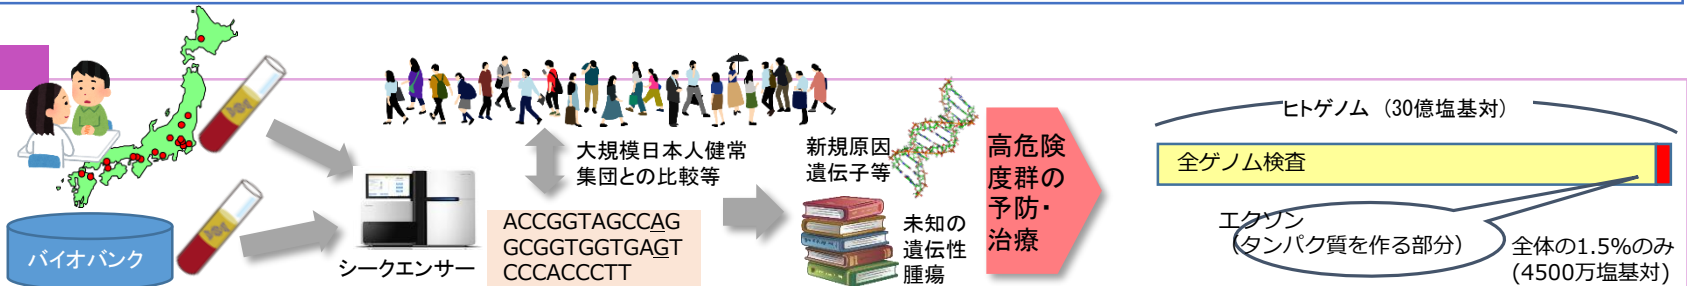 バイオバンク
シークエンサー
大規模日本人健常
集団との比較等
ACCGGTAGCCAG
GCGGTGGTGAGT
CCCACCCTT
新規原因
遺伝子等
未知の
遺伝性
腫瘍
高危険
度群の
予防・
治療
ヒトゲノム（30億塩基対）
全ゲノム検査
エクソン
（タンパク質を作る部分）
全体の1.5%のみ
(4500万塩基対)